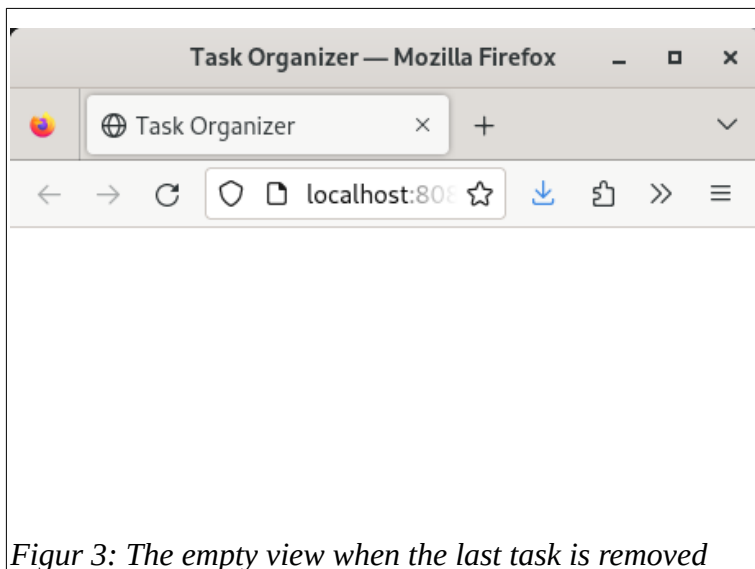 Task Organizer — Mozilla Firefox
Task Organizer
localhost:808
Figur 3: The empty view when the last task is removed